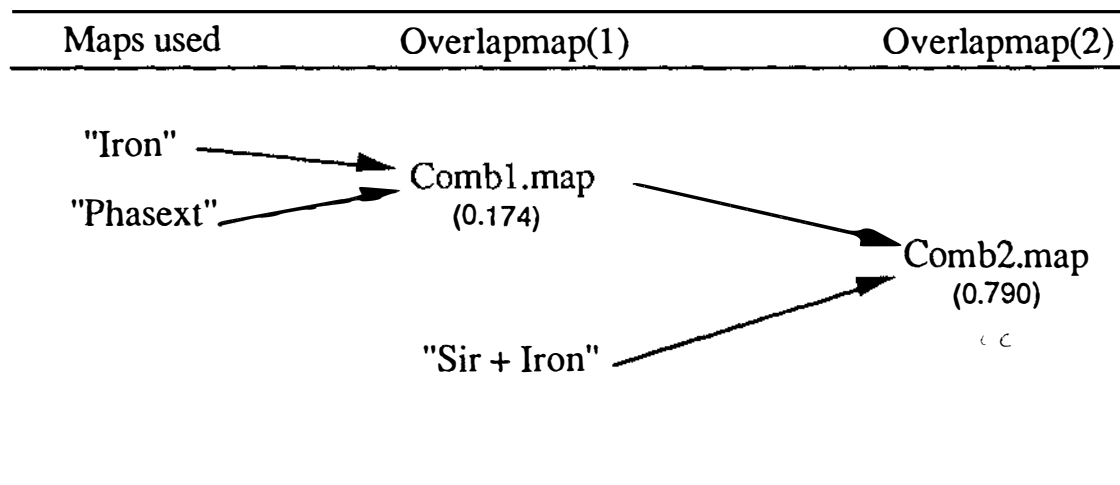 Maps used Overlapmap(1) Overlapmap(2)
"Iron"
Comb1.map
"Phasext"
(0.174)
Comb2.map
(0.790)
"Sir + Iron"